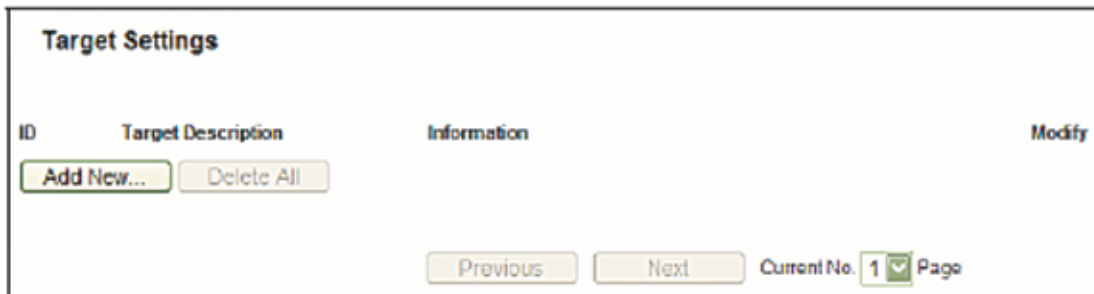 Target Settings
ID Target Description Information Modify
Add New... Delete All
Previous Next Current No. 1 Page